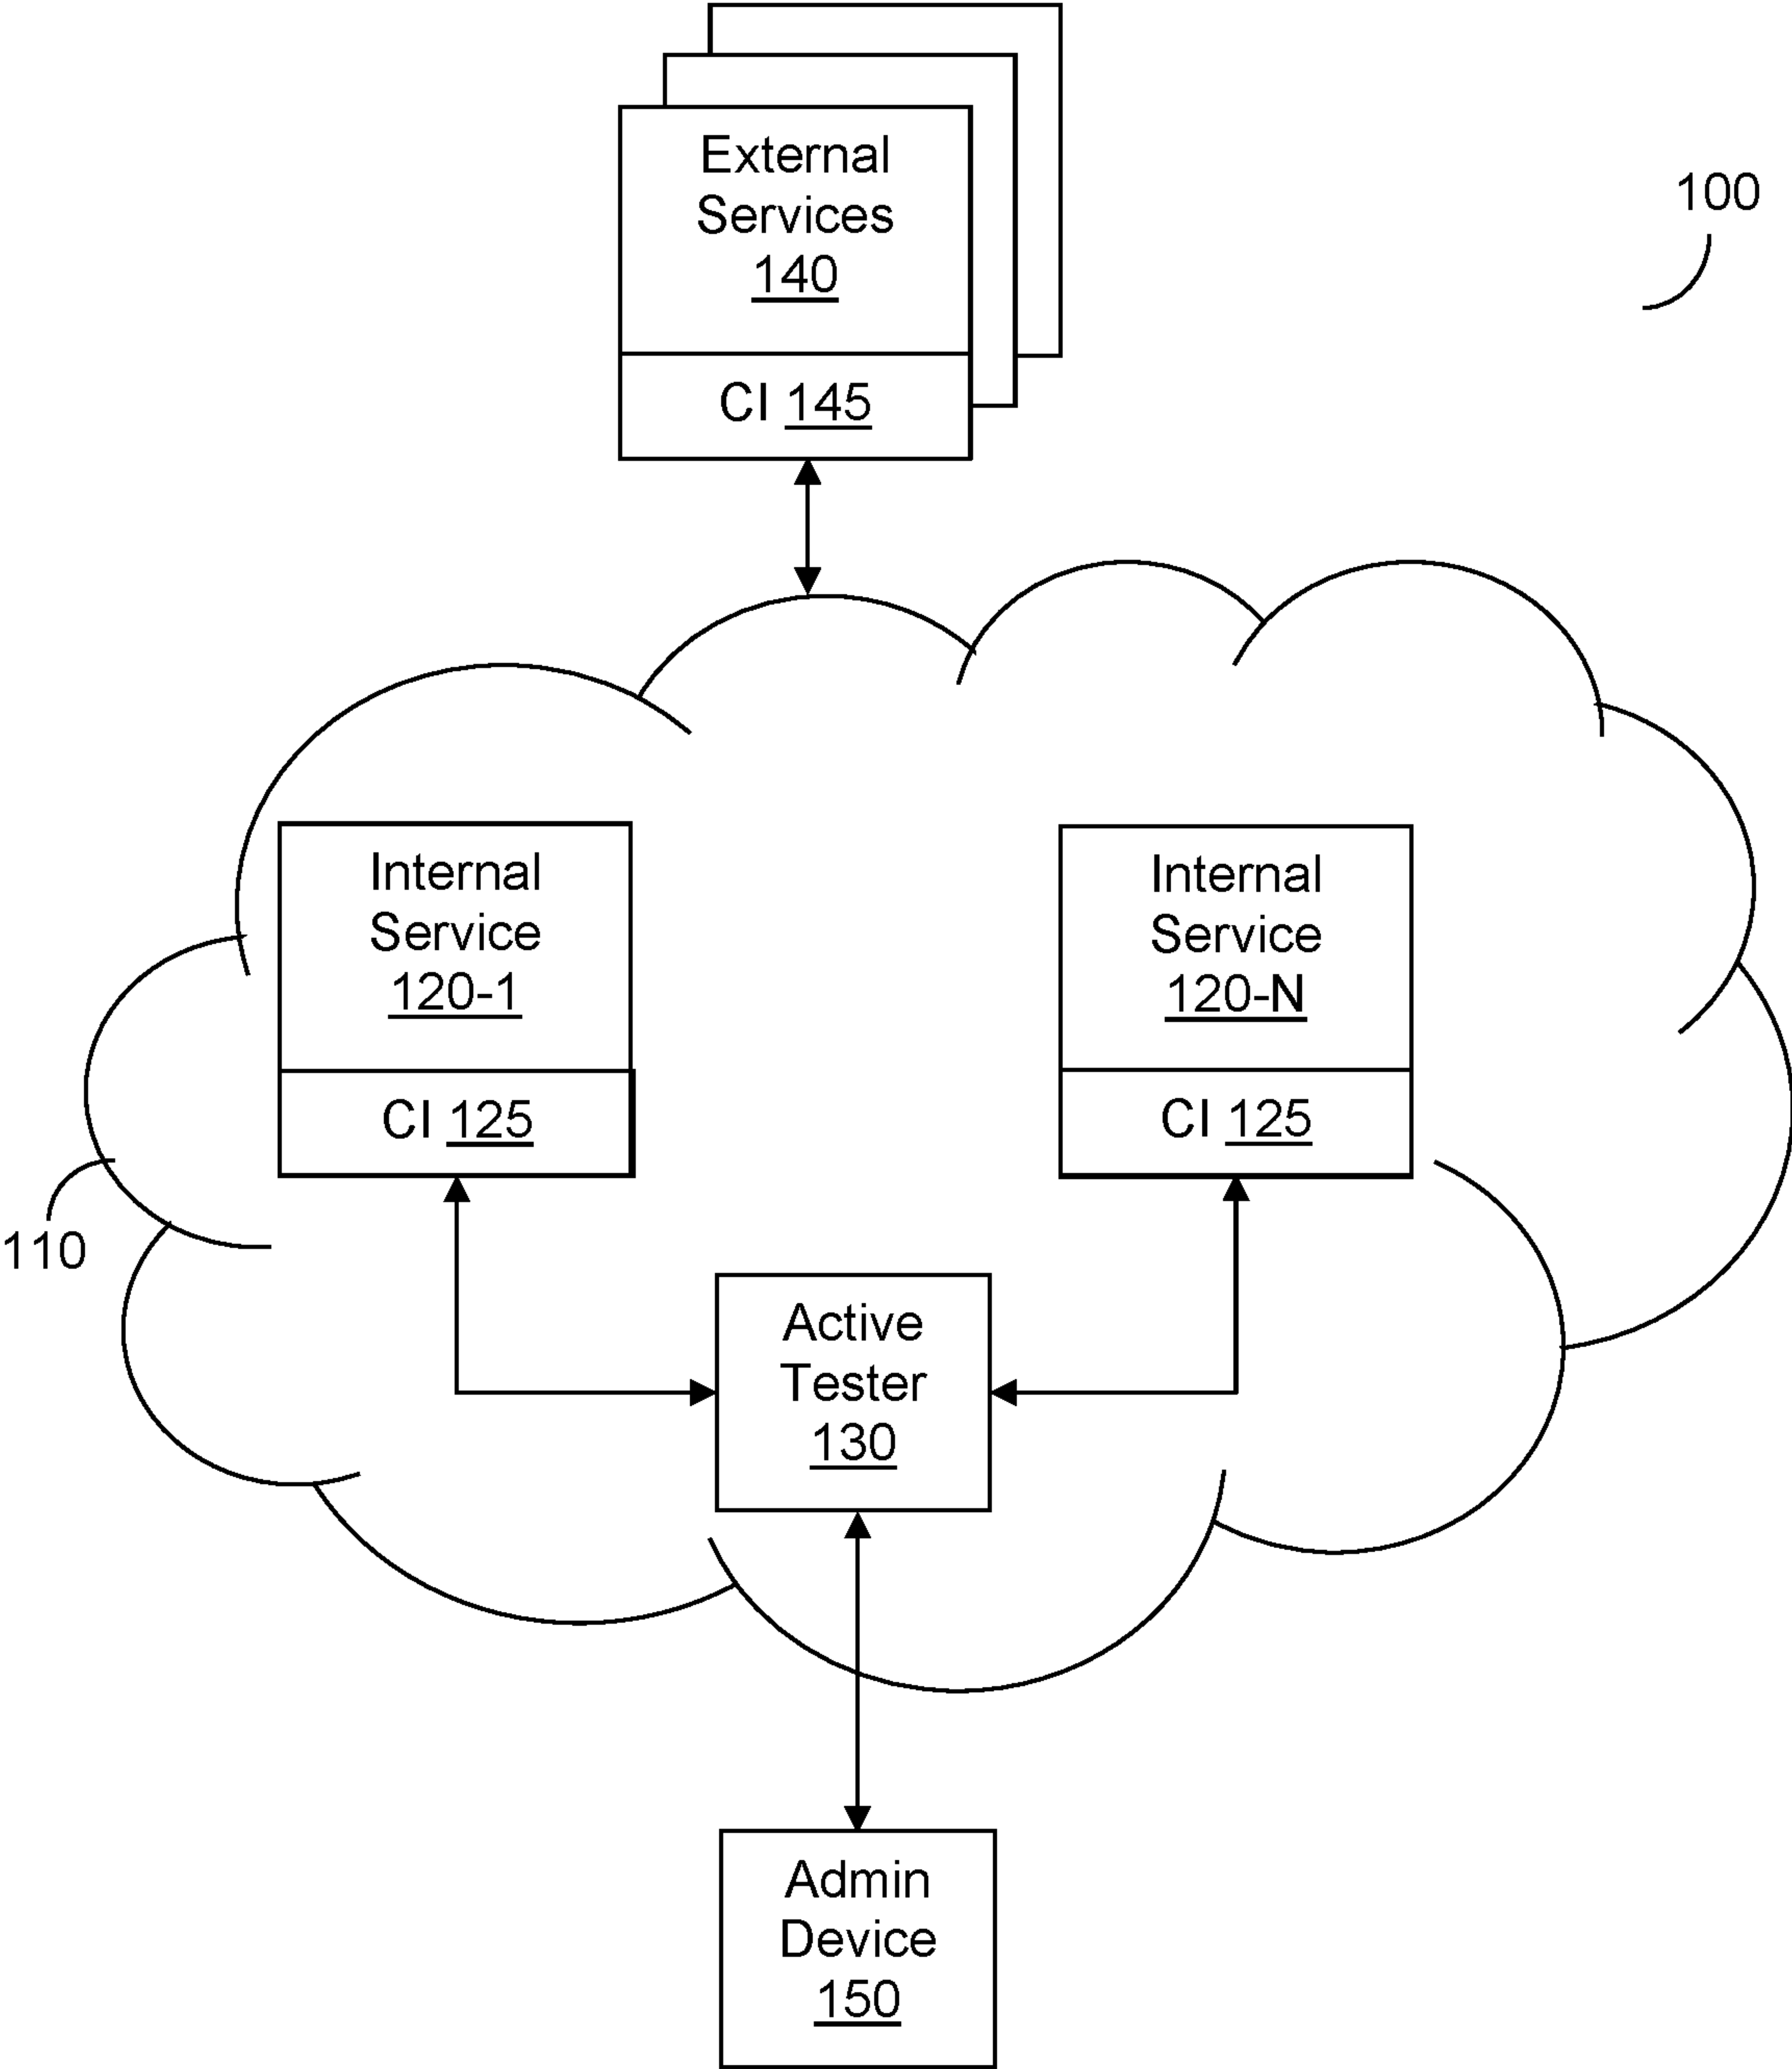 External
Services
140
CI 145
100
Internal
Service
120-1
CI 125
Internal
Service
120-N
CI 125
110
Active
Tester
130
Admin
Device
150